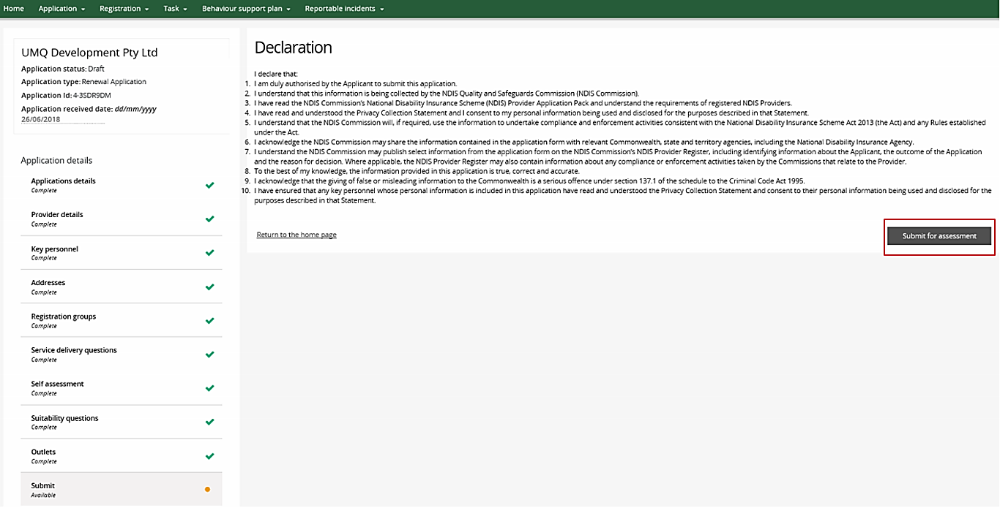 Home Application Registration Task Behaviour support plan Reportable incidents
UMQ Development Pty Ltd
Application status: Draft
Application type: Renewal Application
Application Id: 4-3SDR9DM
Application received date: dd/mm/yyyy
26/06/2018
Application details
Applications details
Complete
Provider details
Complete
Key personnel
Complete
Addresses
Complete
Registration groups
Complete
Service delivery questions
Complete
Self assessment
Complete
Suitability questions
Complete
Outlets
Complete
Submit
Available
Declaration
I declare that:
1. I am duly authorised by the Applicant to submit this application.
2. I understand that this information is being collected by the NDIS Quality and Safeguards Commission (NDIS Commission).
3. I have read the NDIS Commission's National Disability Insurance Scheme (NDIS) Provider Application Pack and understand the requirements of registered NDIS Providers.
4. I have read and understood the Privacy Collection Statement and I consent to my personal information being used and disclosed for the purposes described in that Statement.
5. I understand that the NDIS Commission will, if required, use the information to undertake compliance and enforcement activities consistent with the National Disability Insurance Scheme Act 2013 (the Act) and any Rules established
under the Act.
6. I acknowledge the NDIS Commission may share the information contained in the application form with relevant Commonwealth, state and territory agencies, including the National Disability Insurance Agency.
7. I understand the NDIS Commission may publish select information from the application form on the NDIS Commission's NDIS Provider Register, including identifying information about the Applicant, the outcome of the Application
and the reason for decision. Where applicable, the NDIS Provider Register may also contain information about any compliance or enforcement activities taken by the Commissions that relate to the Provider.
8. To the best of my knowledge, the information provided in this application is true, correct and accurate.
9. I acknowledge that the giving of false or misleading information to the Commonwealth is a serious offence under section 137.1 of the schedule to the Criminal Code Act 1995.
10. I have ensured that any key personnel whose personal information is included in this application have read and understood the Privacy Collection Statement and consent to their personal information being used and disclosed for the
purposes described in that Statement.
Return to the home page
Submit for assessment